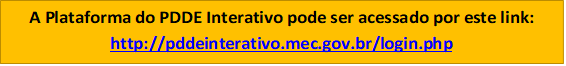 A Plataforma do PDDE Interativo pode ser acessado por este link:
http://pddeinterativo.mec.gov.br/login.php